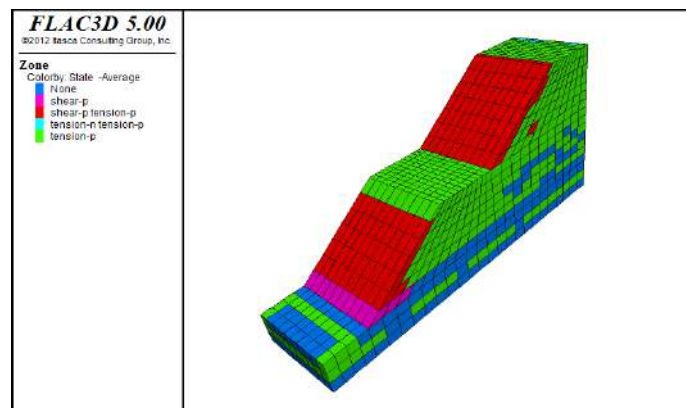 FLAC3D 5.00
©2012 Itasca Consulting Group, Inc.
Zone
Colorby: State -Average
None
shear-p
shear-p tension-p
tension-n tension-p
tension-p